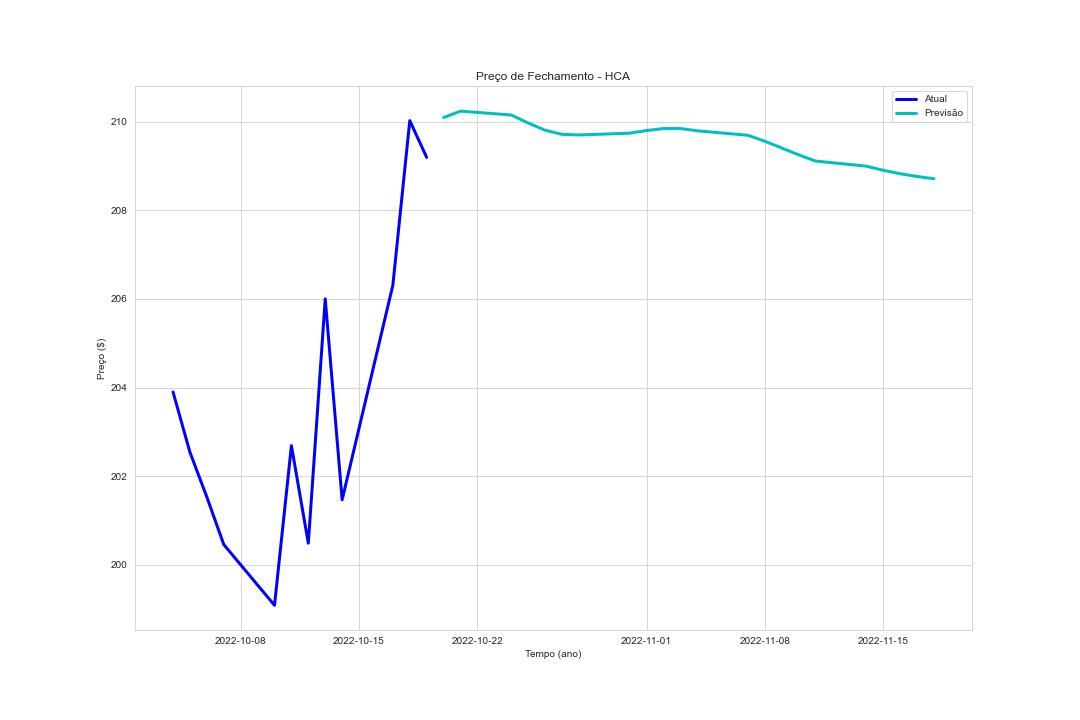 Preço de Fechamento - HCA
Atual
Previsão
210
208
206
204
202
200
Preço ($)
2022-10-08
2022-10-15
2022-10-22
2022-11-01
2022-11-08
2022-11-15
Tempo (ano)